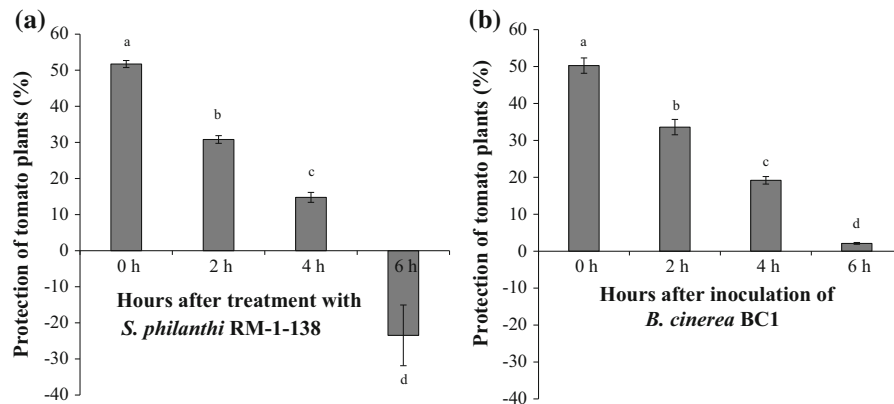 (a)
Protection of tomato plants (%)
60
50
40
30
20
10
0
-10
-20
-30
-40
a
b
c
d
0 h 2 h 4 h 6 h
Hours after treatment with
S. philanthi RM-1-138
(b)
Protection of tomato plants (%)
60
50
40
30
20
10
0
-10
-20
-30
-40
a
b
c
d
0 h 2 h 4 h 6 h
Hours after inoculation of
B. cinerea BC1